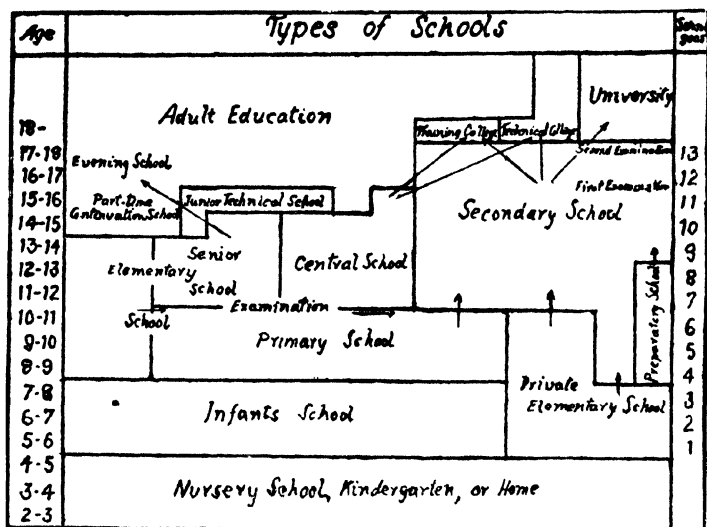 Age
Types of Schools
School years
18-
17-18
16-17
15-16
14-15
13-14
12-13
11-12
10-11
9-10
8-9
7-8
6-7
5-6
4-5
3-4
2-3
Adult Education
University
Training College
Technical College
Second Examination
Evening School
First Examination
Part-Time
Continuation School
Junior Technical School
Secondary School
Senior
School
Elementary
School
Central School
Examination
Primary School
Preparatory School
Private
Elementary School
Infants School
Nursery School, Kindergarten, or Home
13
12
11
10
9
8
7
6
5
4
3
2
1